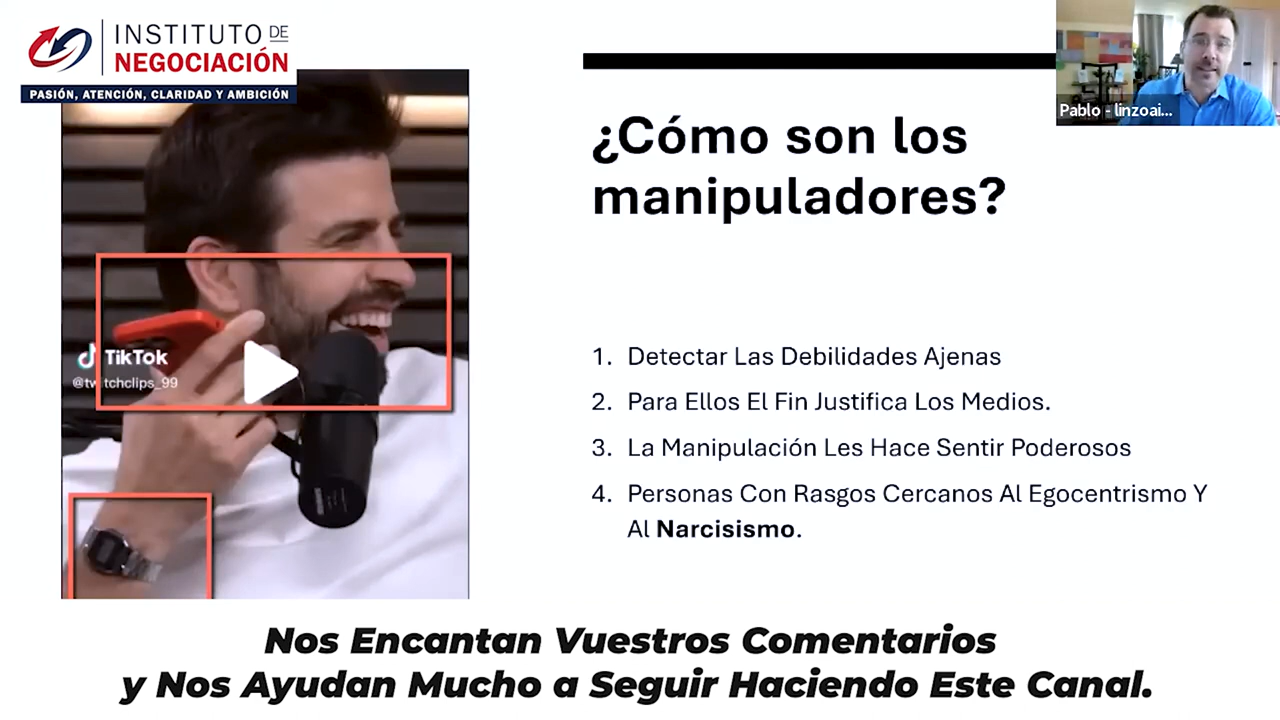 INSTITUTO DE
NEGOCIACIÓN
PASIÓN, ATENCIÓN, CLARIDAD Y AMBICIÓN
Pablo - linzoai...
¿Cómo son los
manipuladores?
TikTok
@twitchclips_99
1. Detectar Las Debilidades Ajenas
2. Para Ellos El Fin Justifica Los Medios.
3. La Manipulación Les Hace Sentir Poderosos
4. Personas Con Rasgos Cercanos Al Egocentrismo Y
Al Narcisismo.
Nos Encantan Vuestros Comentarios
y Nos Ayudan Mucho a Seguir Haciendo Este Canal.